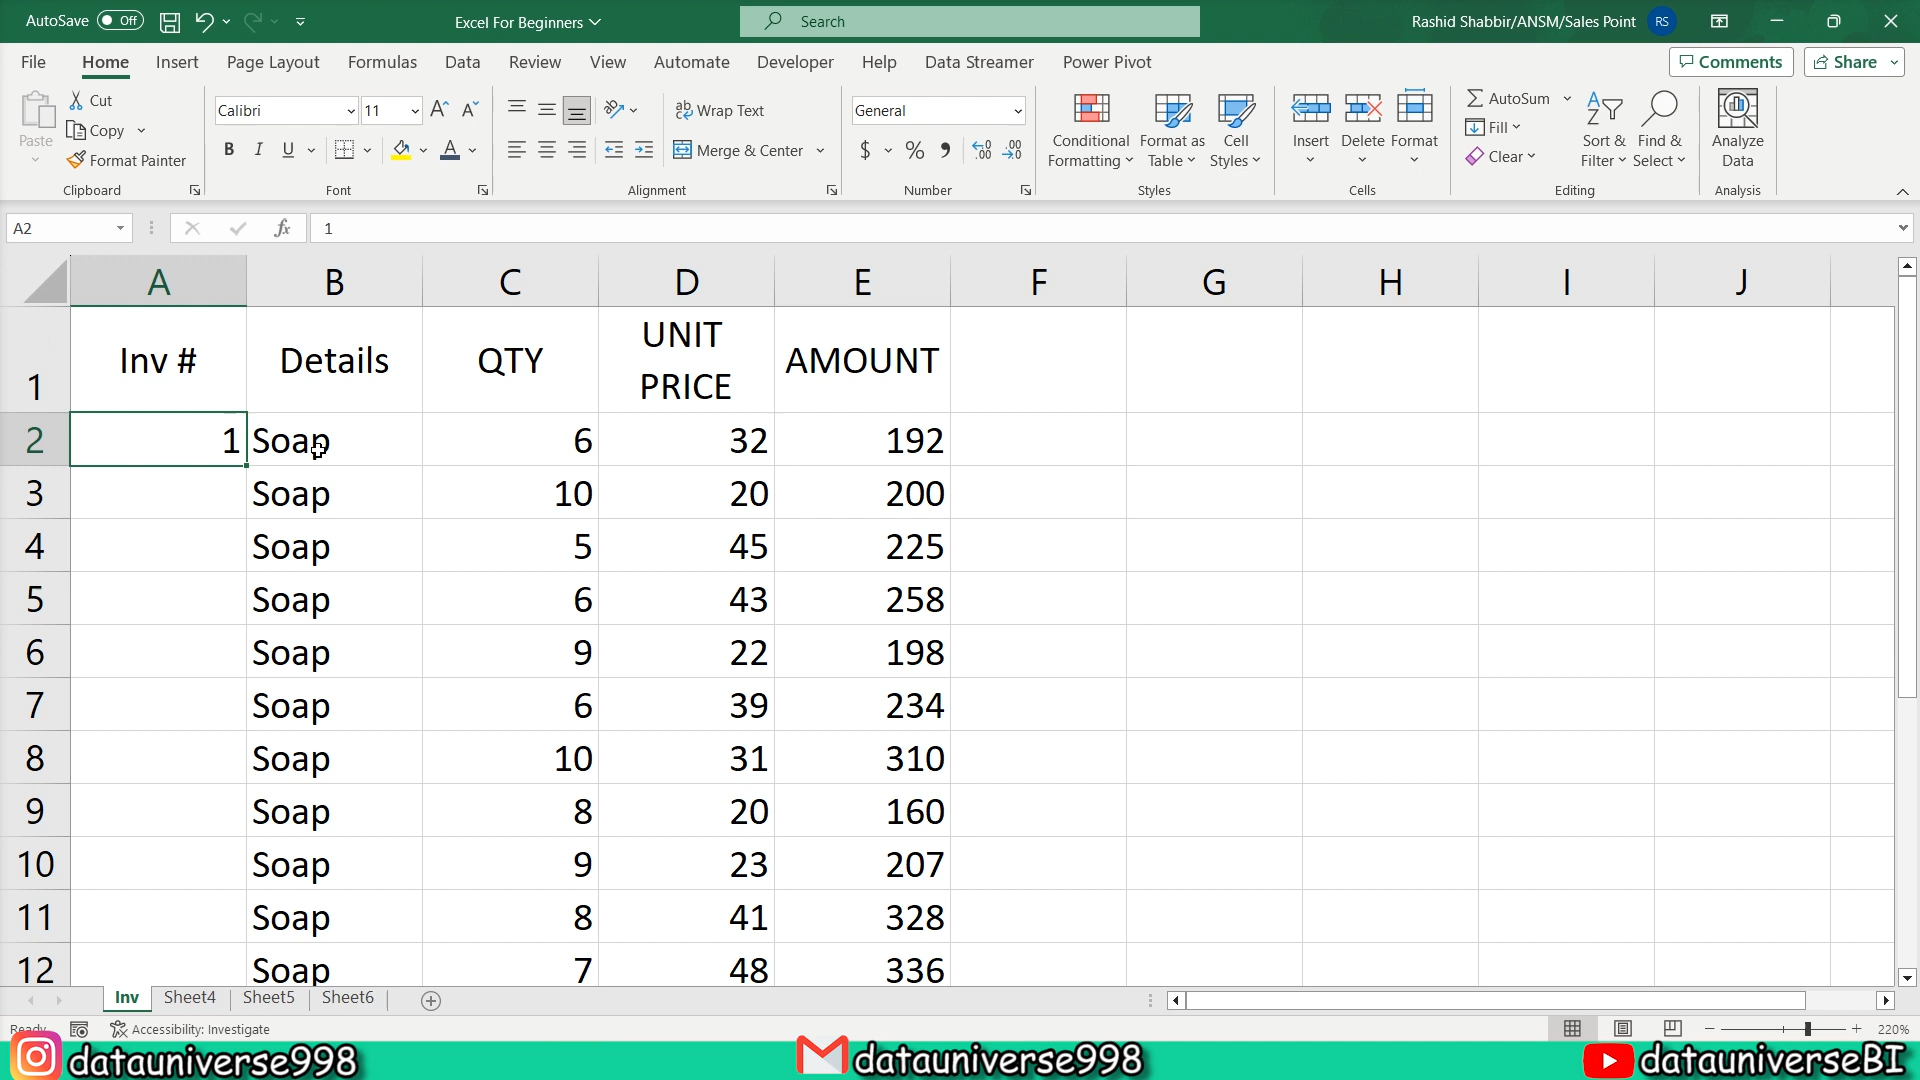 AutoSave Off Excel For Beginners Search Rashid Shabbir/ANSM/Sales Point RS
File Home Insert Page Layout Formulas Data Review View Automate Developer Help Data Streamer Power Pivot Comments Share
Paste Cut Copy Format Painter Clipboard
Calibri 11 B I U A Font
Wrap Text Merge & Center Alignment
General $ % Number
Conditional Formatting Format as Table Cell Styles Styles
Insert Delete Format Cells
AutoSum Fill Clear Sort & Filter Find & Select Editing
Analyze Data Analysis
A2 fx 1
A B C D E F G H I J
1 Inv # Details QTY UNIT PRICE AMOUNT
2 1 Soap 6 32 192
3 Soap 10 20 200
4 Soap 5 45 225
5 Soap 6 43 258
6 Soap 9 22 198
7 Soap 6 39 234
8 Soap 10 31 310
9 Soap 8 20 160
10 Soap 9 23 207
11 Soap 8 41 328
12 Soap 7 48 336
Inv Sheet4 Sheet5 Sheet6
Ready Accessibility: Investigate 220%
datauniverse998 datauniverse998 datauniverseBI